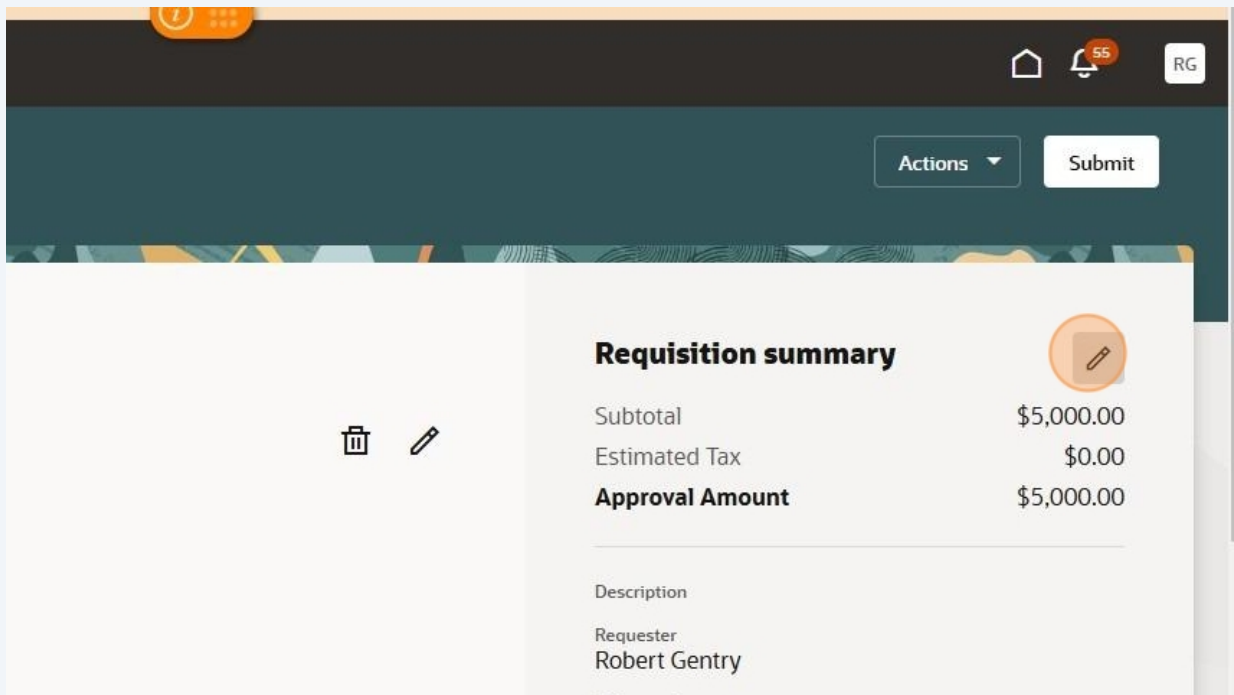 i
55
RG
Actions
Submit
Requisition summary
Subtotal $5,000.00
Estimated Tax $0.00
Approval Amount $5,000.00
Description
Requester
Robert Gentry